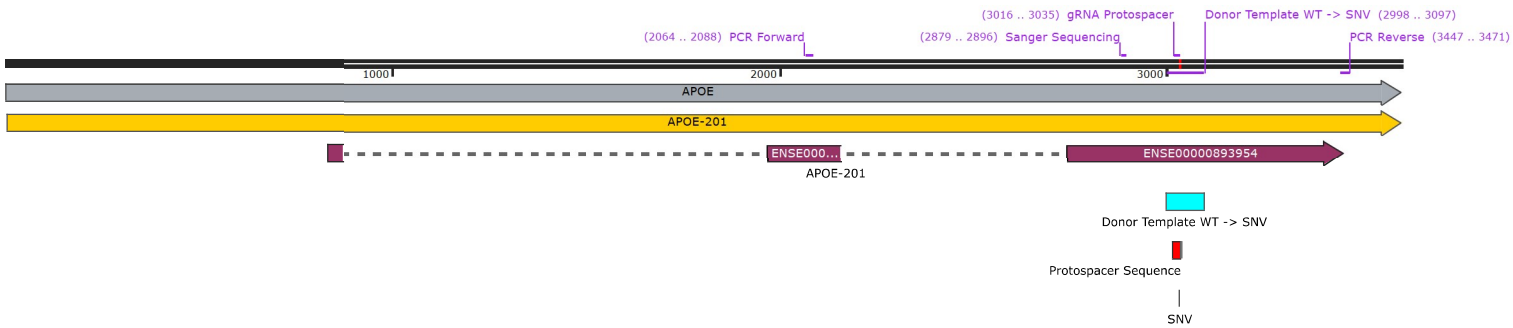 (3016 .. 3035) gRNA Protospacer
Donor Template WT -> SNV (2998 .. 3097)
(2064 .. 2088) PCR Forward
(2879 .. 2896) Sanger Sequencing
PCR Reverse (3447 .. 3471)
1000
2000
3000
APOE
APOE-201
ENSE000...
ENSE00000893954
APOE-201
Donor Template WT -> SNV
Protospacer Sequence
SNV